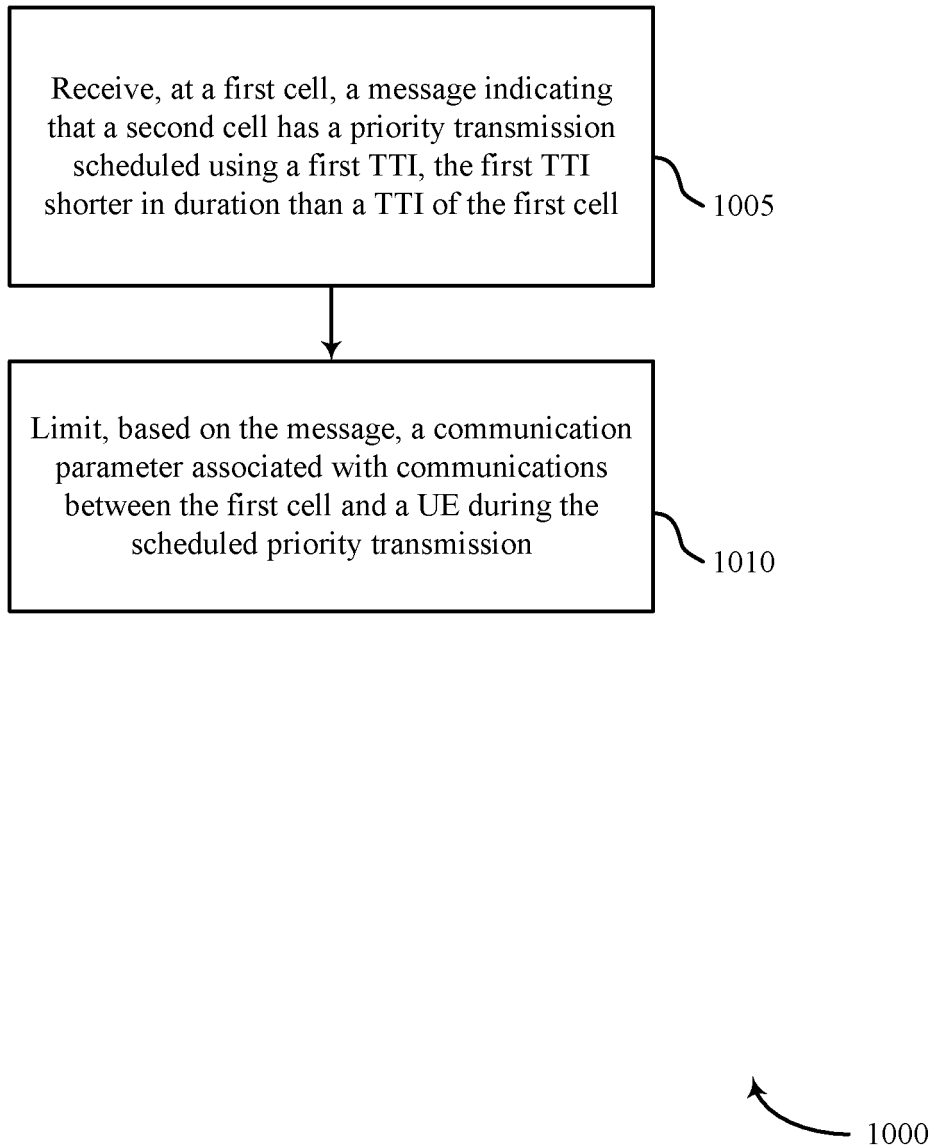 Receive, at a first cell, a message indicating
that a second cell has a priority transmission
scheduled using a first TTI, the first TTI
shorter in duration than a TTI of the first cell
1005
Limit, based on the message, a communication
parameter associated with communications
between the first cell and a UE during the
scheduled priority transmission
1010
1000